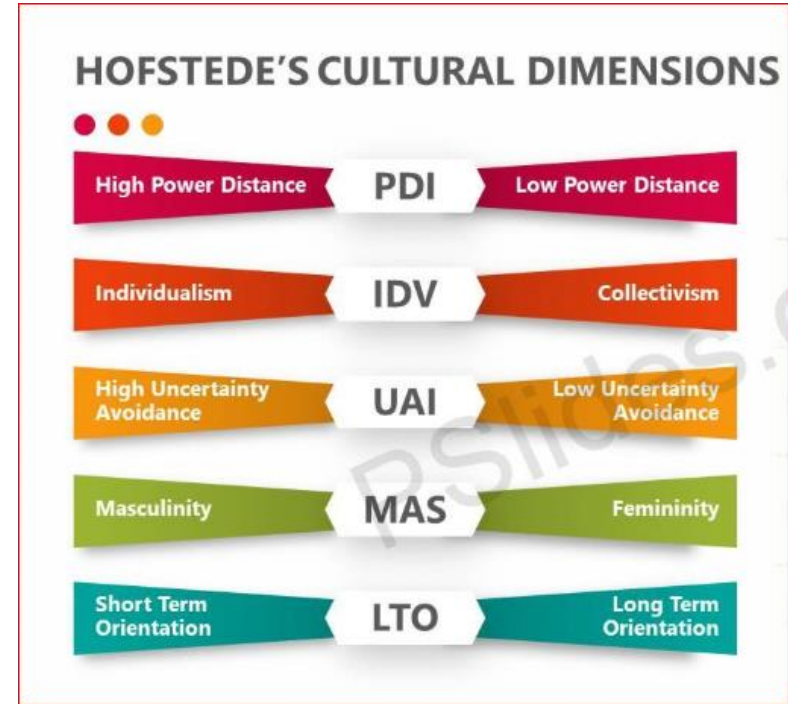 HOFSTEDE'S CULTURAL DIMENSIONS
High Power Distance PDI Low Power Distance
Individualism IDV Collectivism
High Uncertainty
Avoidance
UAI
Low Uncertainty
Avoidance
Masculinity MAS Femininity
Short Term
Orientation
LTO
Long Term
Orientation